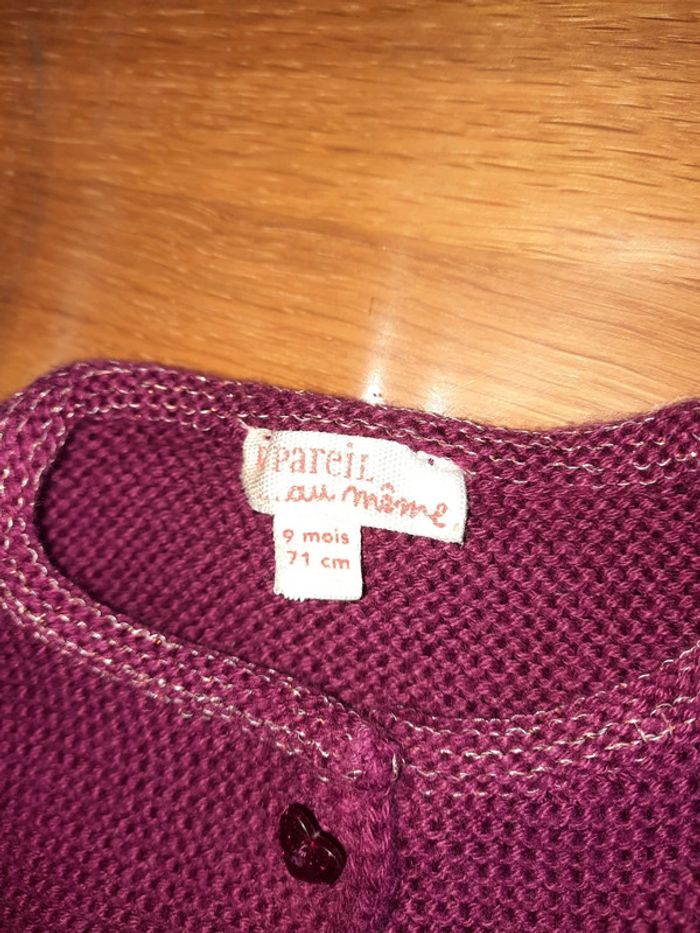 Pareil
...au même...
9 mois
71 cm